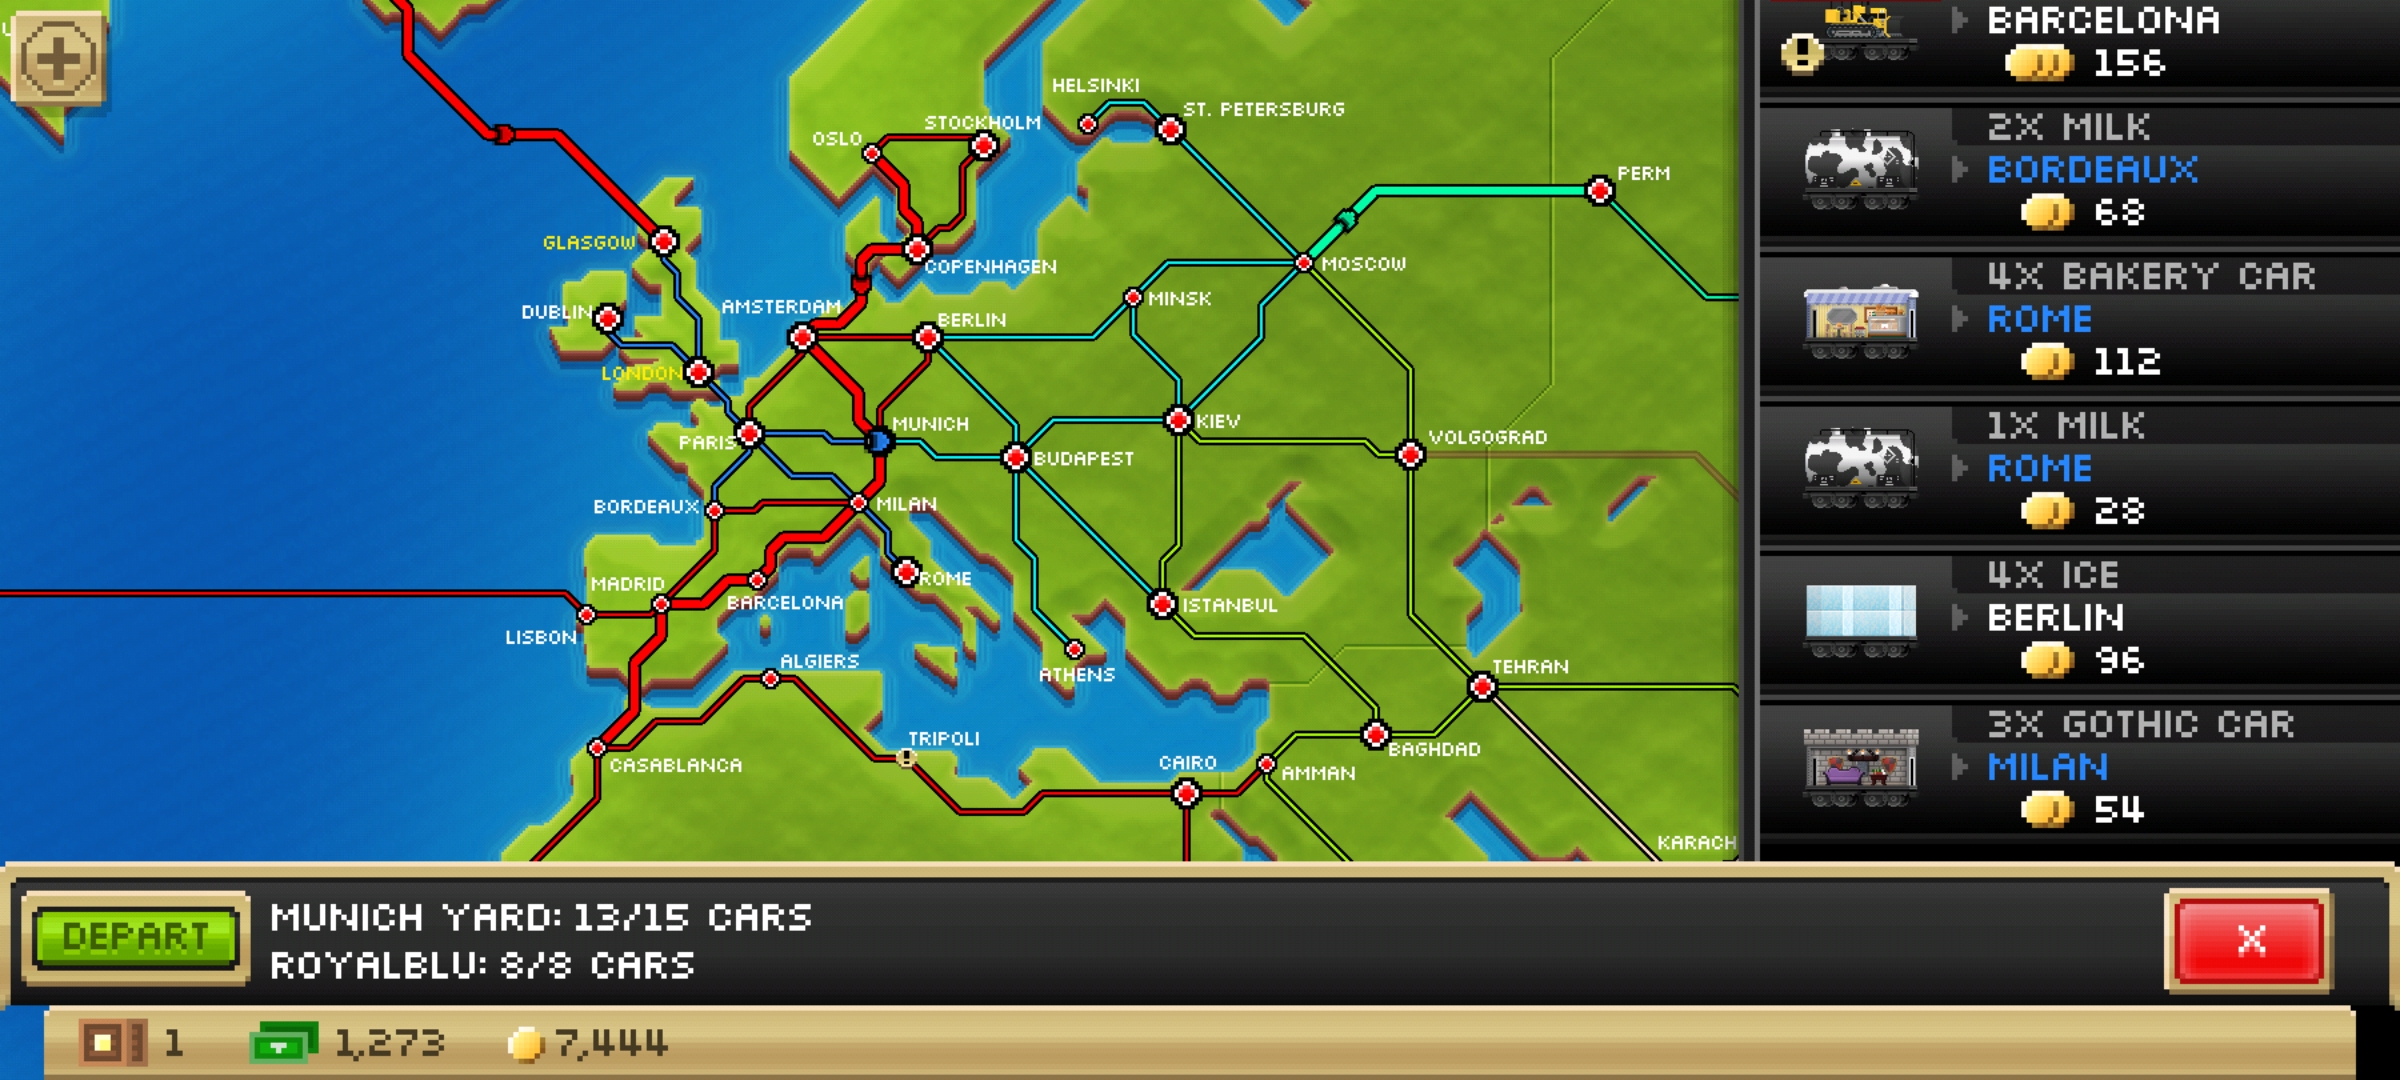 HELSINKI
ST. PETERSBURG
STOCKHOLM
OSLO
PERM
GLASGOW
COPENHAGEN
MOSCOW
MINSK
DUBLIN
AMSTERDAM
BERLIN
LONDON
MUNICH
KIEV
PARIS
BUDAPEST
VOLGOGRAD
BORDEAUX
MILAN
MADRID
ROME
BARCELONA
ISTANBUL
LISBON
ALGIERS
ATHENS
TEHRAN
TRIPOLI
BAGHDAD
CASABLANCA
CAIRO
AMMAN
KARACH
BARCELONA
156
2X MILK
BORDEAUX
68
4X BAKERY CAR
ROME
112
1X MILK
ROME
28
4X ICE
BERLIN
96
3X GOTHIC CAR
MILAN
54
DEPART
MUNICH YARD: 13/15 CARS
ROYALBLU: 8/8 CARS
X
1
1,273
7,444